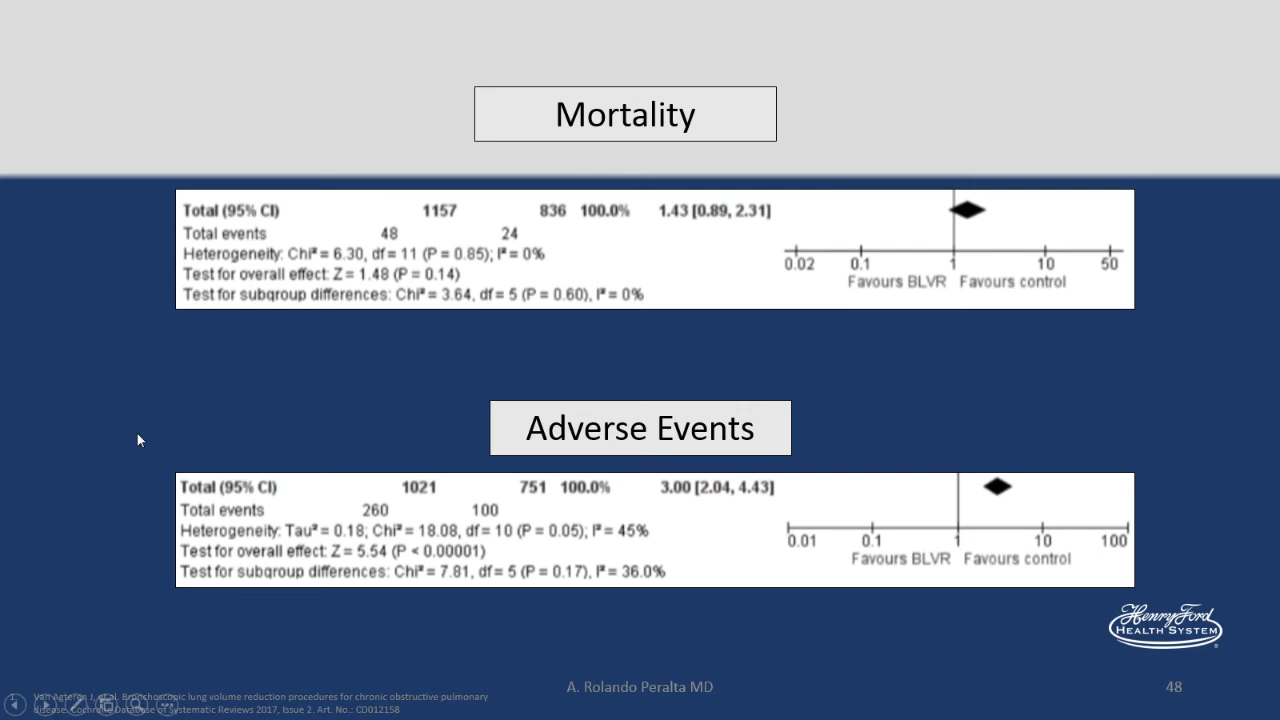 Mortality
Total (95% CI) 1157 836 100.0% 1.43 [0.89, 2.31]
Total events 48 24
Heterogeneity: Chi² = 6.30, df = 11 (P = 0.85); I² = 0%
Test for overall effect: Z = 1.48 (P = 0.14)
Test for subgroup differences: Chi² = 3.64, df = 5 (P = 0.60), I² = 0%
0.02 0.1 1 10 50
Favours BLVR Favours control
Adverse Events
Total (95% CI) 1021 751 100.0% 3.00 [2.04, 4.43]
Total events 260 100
Heterogeneity: Tau² = 0.18; Chi² = 18.08, df = 10 (P = 0.05); I² = 45%
Test for overall effect: Z = 5.54 (P < 0.00001)
Test for subgroup differences: Chi² = 7.81, df = 5 (P = 0.17), I² = 36.0%
0.01 0.1 1 10 100
Favours BLVR Favours control
Henry Ford
HEALTH SYSTEM
1. Van Agteren J, et al. Bronchoscopic lung volume reduction procedures for chronic obstructive pulmonary
disease. Cochrane Database of Systematic Reviews 2017, Issue 2. Art. No.: CD012158
A. Rolando Peralta MD
48